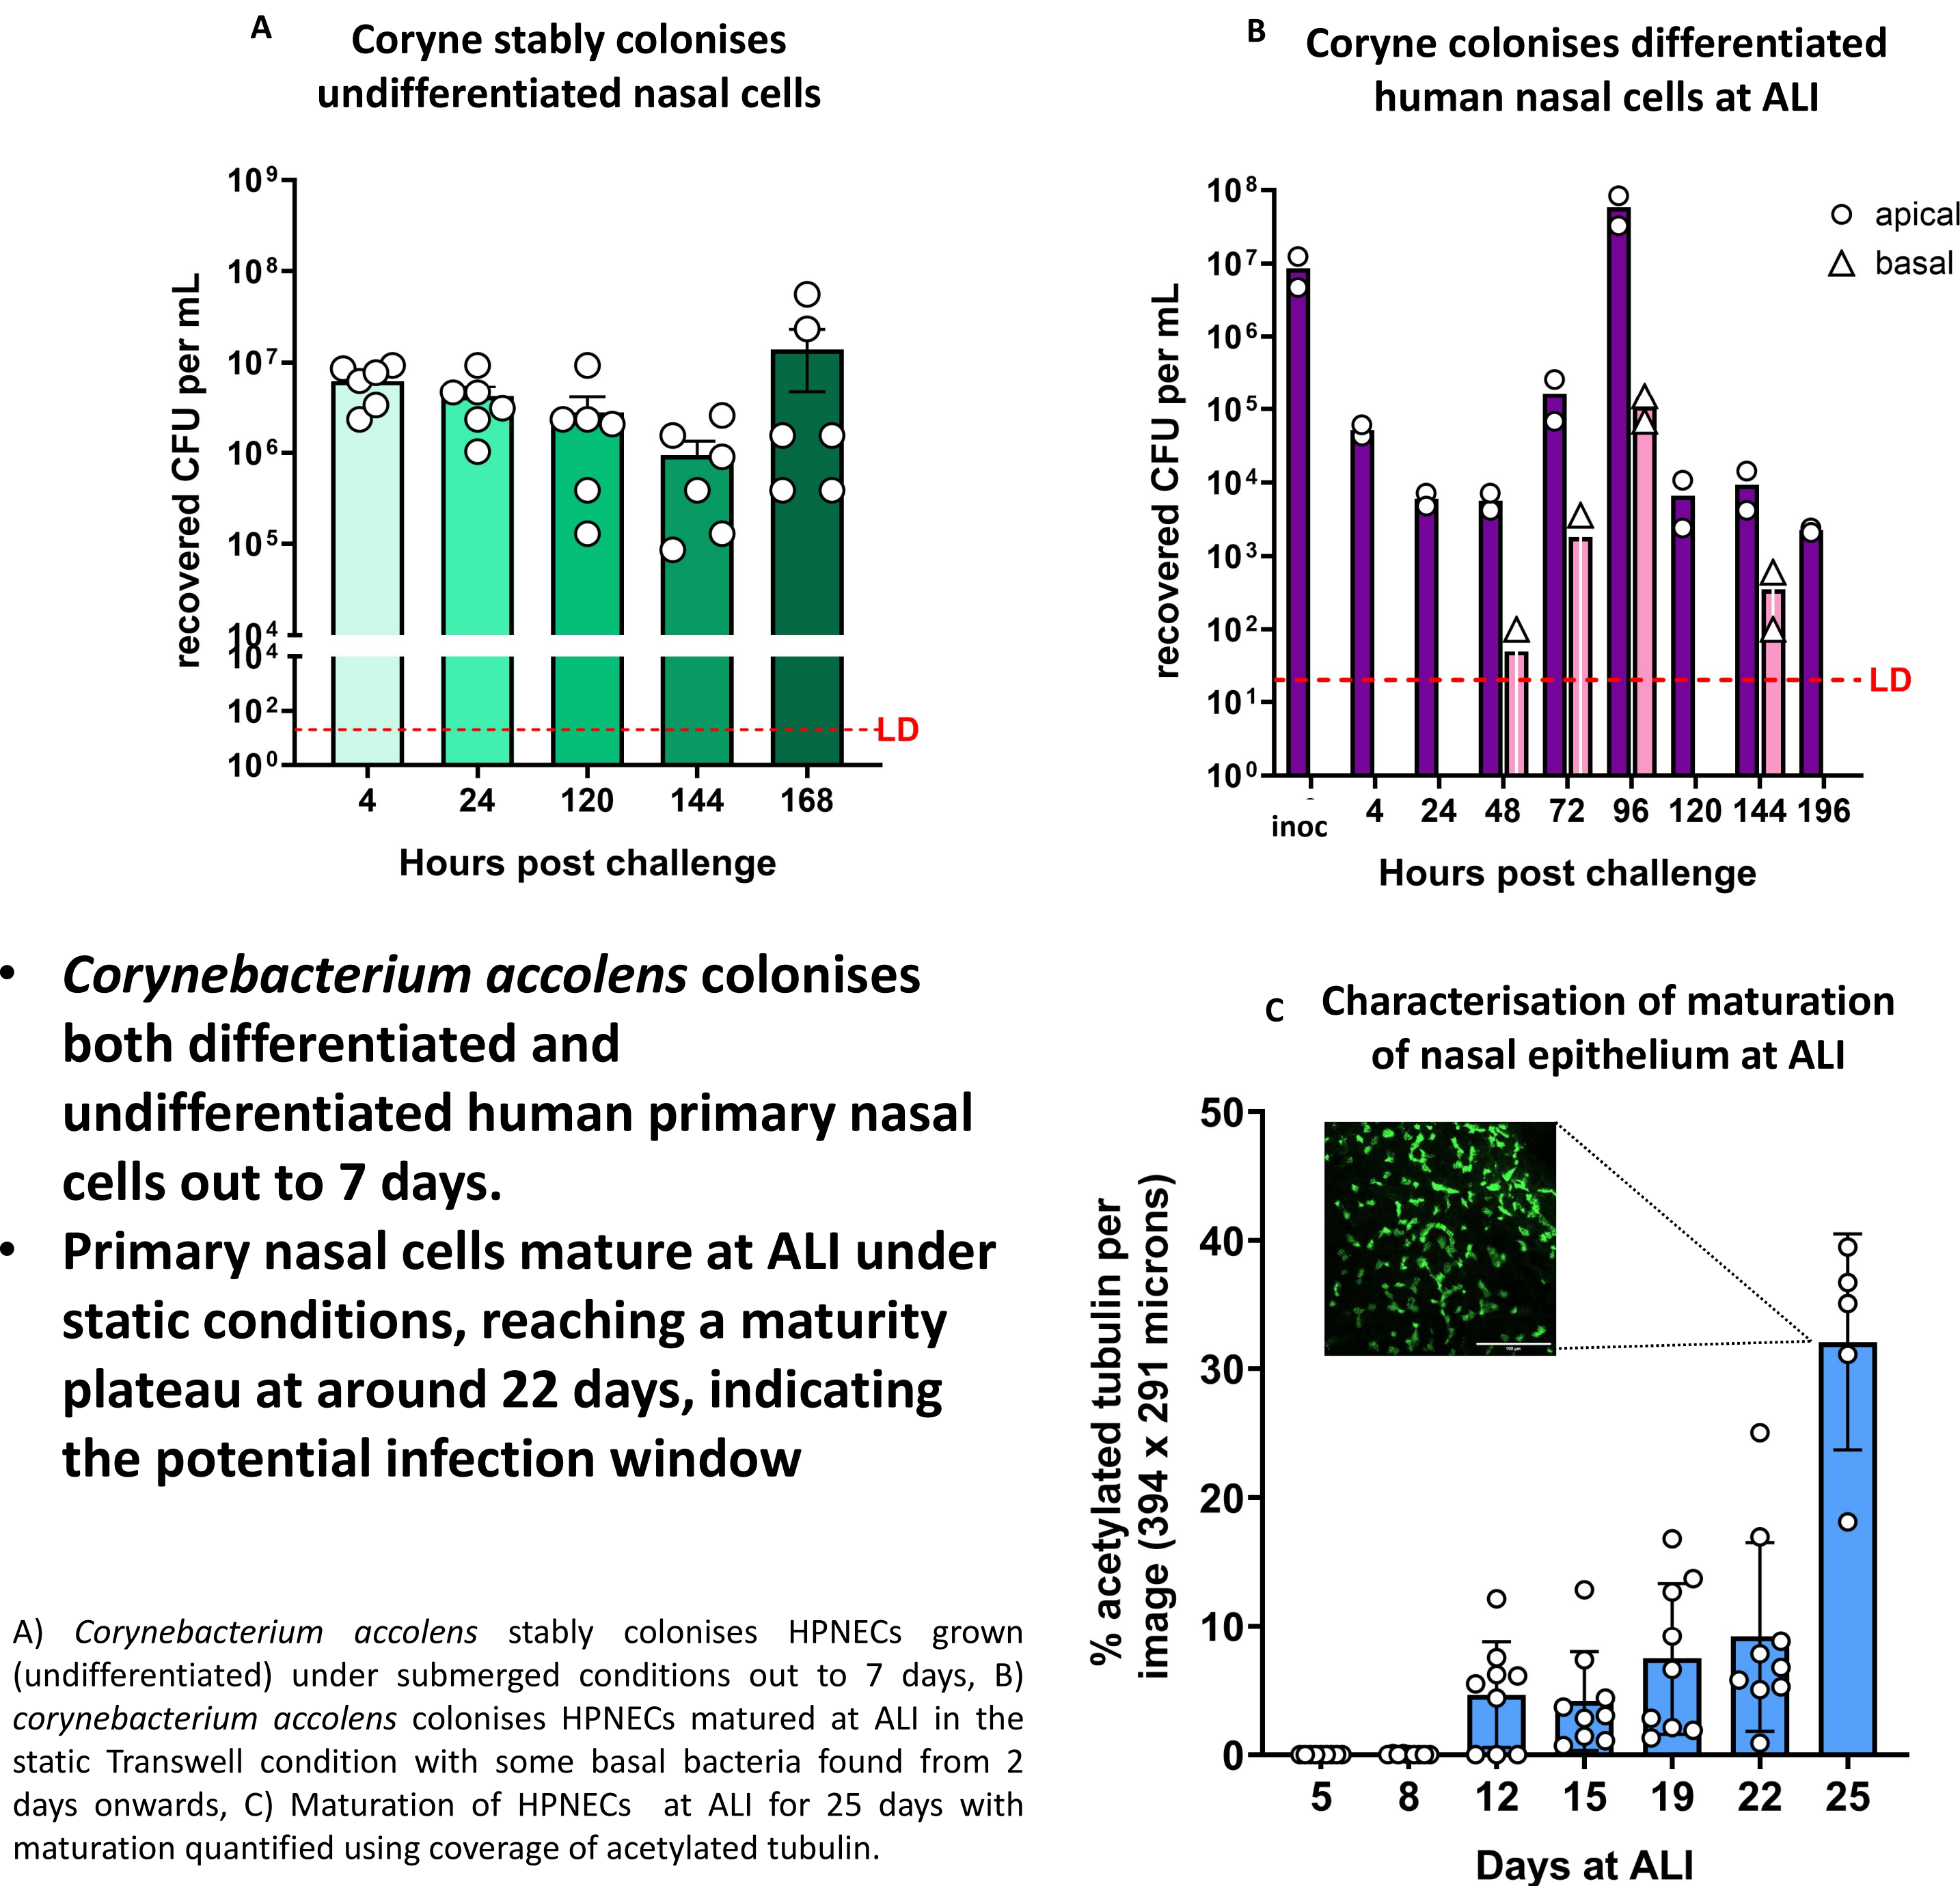 A
Coryne stably colonises
undifferentiated nasal cells
recovered CFU per mL
10⁹
10⁸
10⁷
10⁶
10⁵
10⁴
10⁴
10²
10⁰
LD
4 24 120 144 168
Hours post challenge
B
Coryne colonises differentiated
human nasal cells at ALI
recovered CFU per mL
10⁸
10⁷
10⁶
10⁵
10⁴
10³
10²
10¹
10⁰
apical
basal
LD
inoc 4 24 48 72 96 120 144 196
Hours post challenge
• Corynebacterium accolens colonises
both differentiated and
undifferentiated human primary nasal
cells out to 7 days.
• Primary nasal cells mature at ALI under
static conditions, reaching a maturity
plateau at around 22 days, indicating
the potential infection window
A) Corynebacterium accolens stably colonises HPNECs grown
(undifferentiated) under submerged conditions out to 7 days, B)
corynebacterium accolens colonises HPNECs matured at ALI in the
static Transwell condition with some basal bacteria found from 2
days onwards, C) Maturation of HPNECs at ALI for 25 days with
maturation quantified using coverage of acetylated tubulin.
C
Characterisation of maturation
of nasal epithelium at ALI
% acetylated tubulin per
image (394 x 291 microns)
50
40
30
20
10
0
100 µm
5 8 12 15 19 22 25
Days at ALI